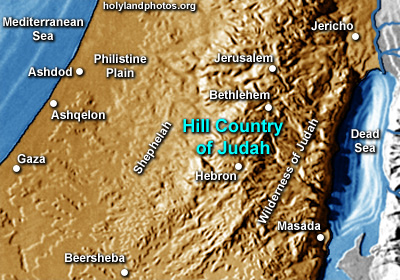 holylandphotos.org
Mediterranean
Sea
Jericho
Philistine
Plain
Jerusalem
Ashdod
Bethlehem
Ashqelon
Hill Country
of Judah
Dead
Sea
Shephelah
Gaza
Hebron
Wilderness of Judah
Masada
Beersheba